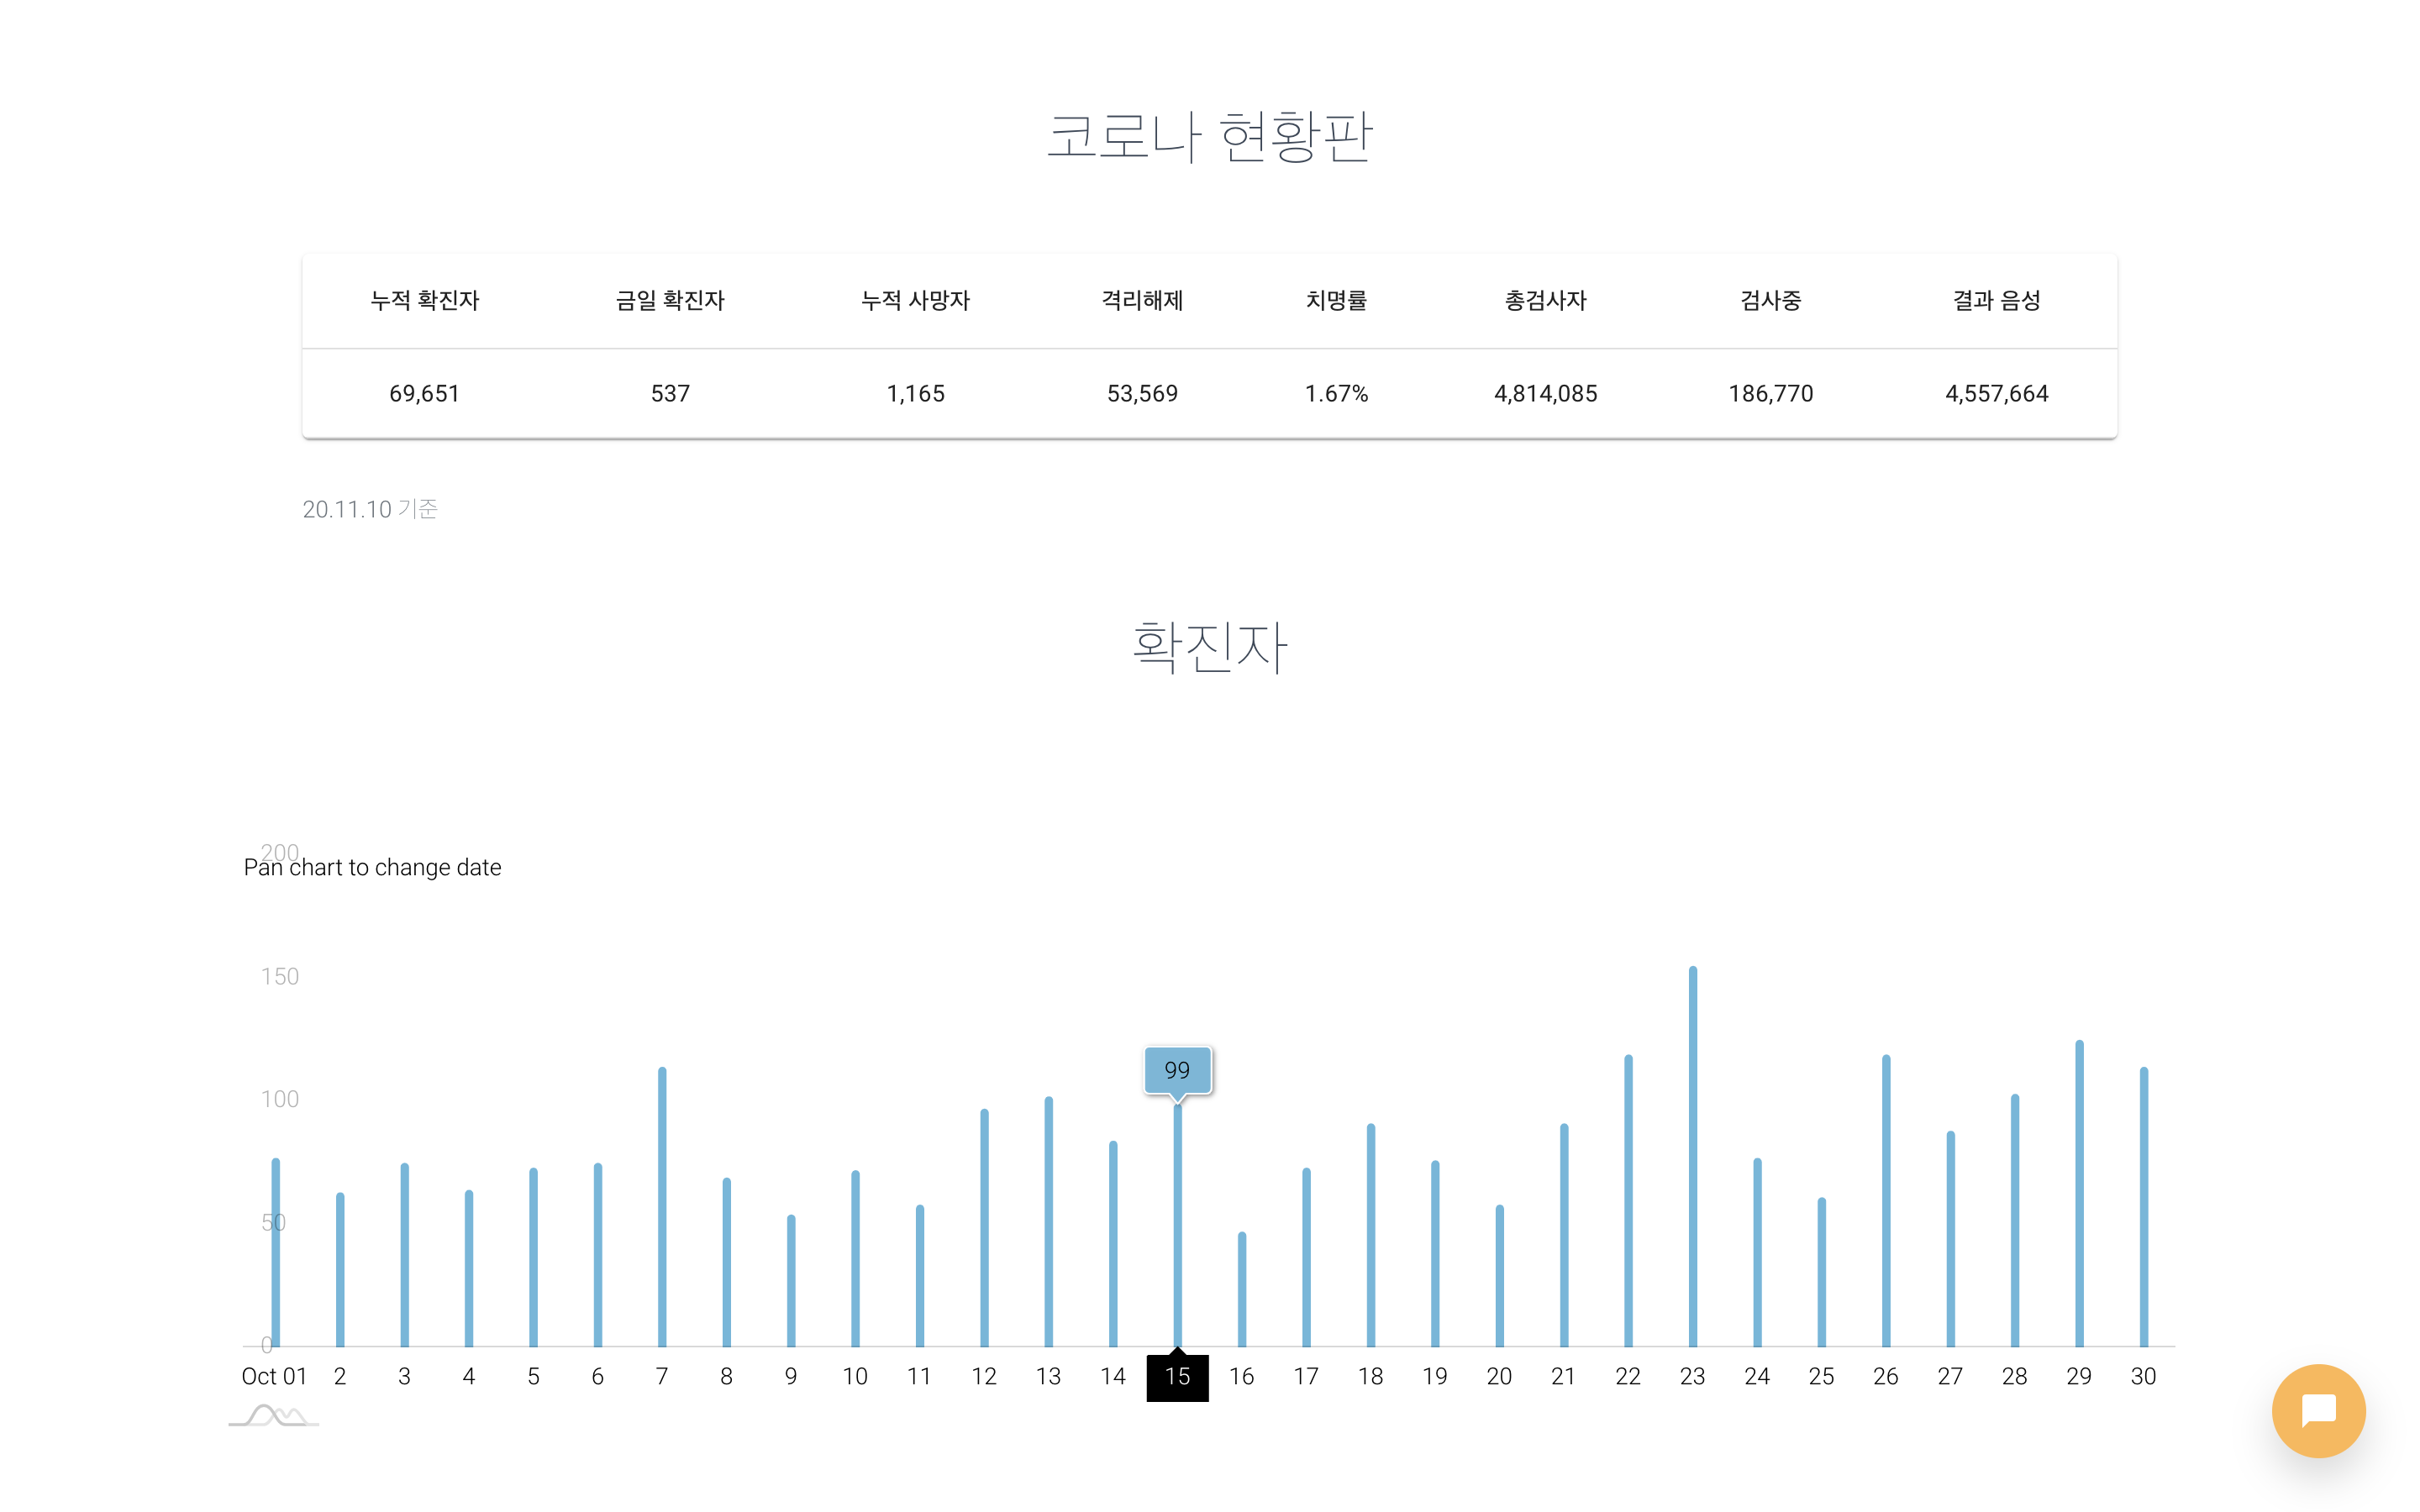 코로나 현황판
누적 확진자 금일 확진자 누적 사망자 격리해제 치명률 총검사자 검사중 결과 음성
69,651 537 1,165 53,569 1.67% 4,814,085 186,770 4,557,664
20.11.10 기준
확진자
200
Pan chart to change date
150
99
100
50
0
Oct 01 2 3 4 5 6 7 8 9 10 11 12 13 14 15 16 17 18 19 20 21 22 23 24 25 26 27 28 29 30